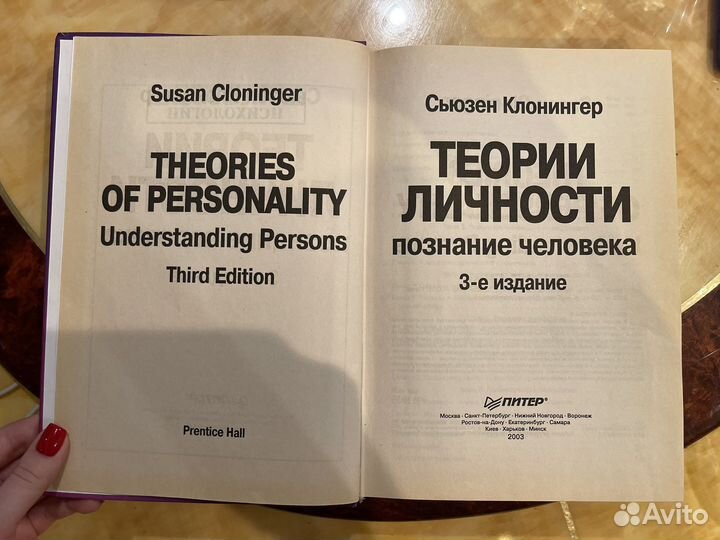 Susan Cloninger
THEORIES
OF PERSONALITY
Understanding Persons
Third Edition
Prentice Hall
Сьюзен Клонингер
ТЕОРИИ
ЛИЧНОСТИ
познание человека
3-е издание
ПИТЕР®
Москва · Санкт-Петербург · Нижний Новгород · Воронеж
Ростов-на-Дону · Екатеринбург · Самара
Киев · Харьков · Минск
2003
Avito